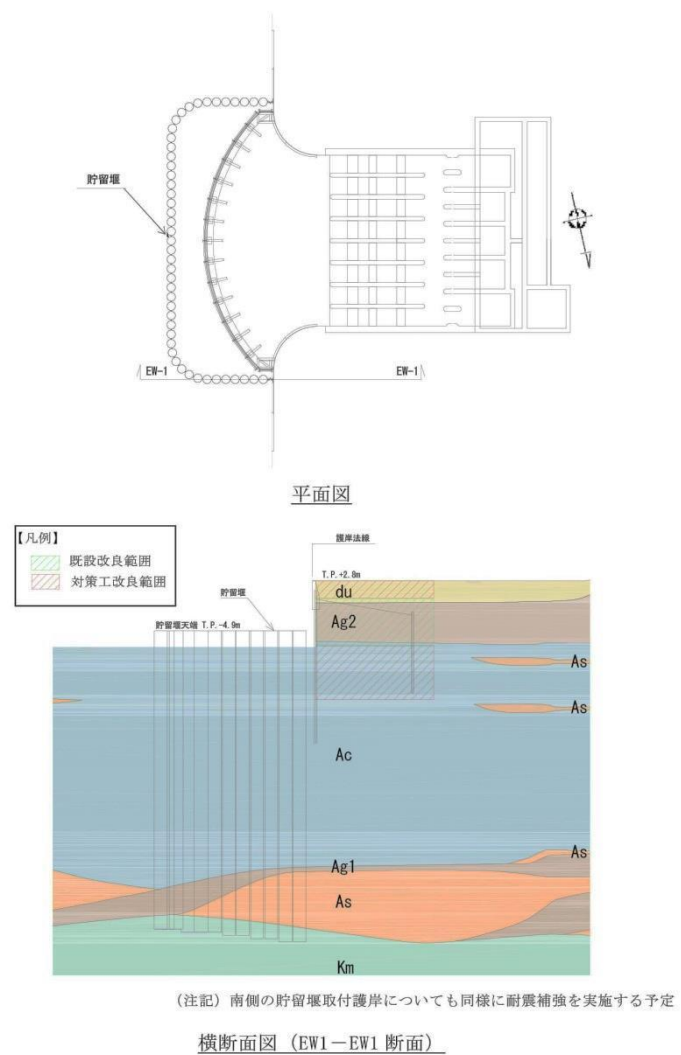 貯留堰
EW-1
EW-1
平面図
【凡例】
既設改良範囲
対策工改良範囲
護岸法線
T.P.+2.8m
du
貯留堰
Ag2
貯留堰天端 T.P.-4.9m
As
As
Ac
As
Ag1
As
Km
(注記) 南側の貯留堰取付護岸についても同様に耐震補強を実施する予定
横断面図 (EW1-EW1 断面)